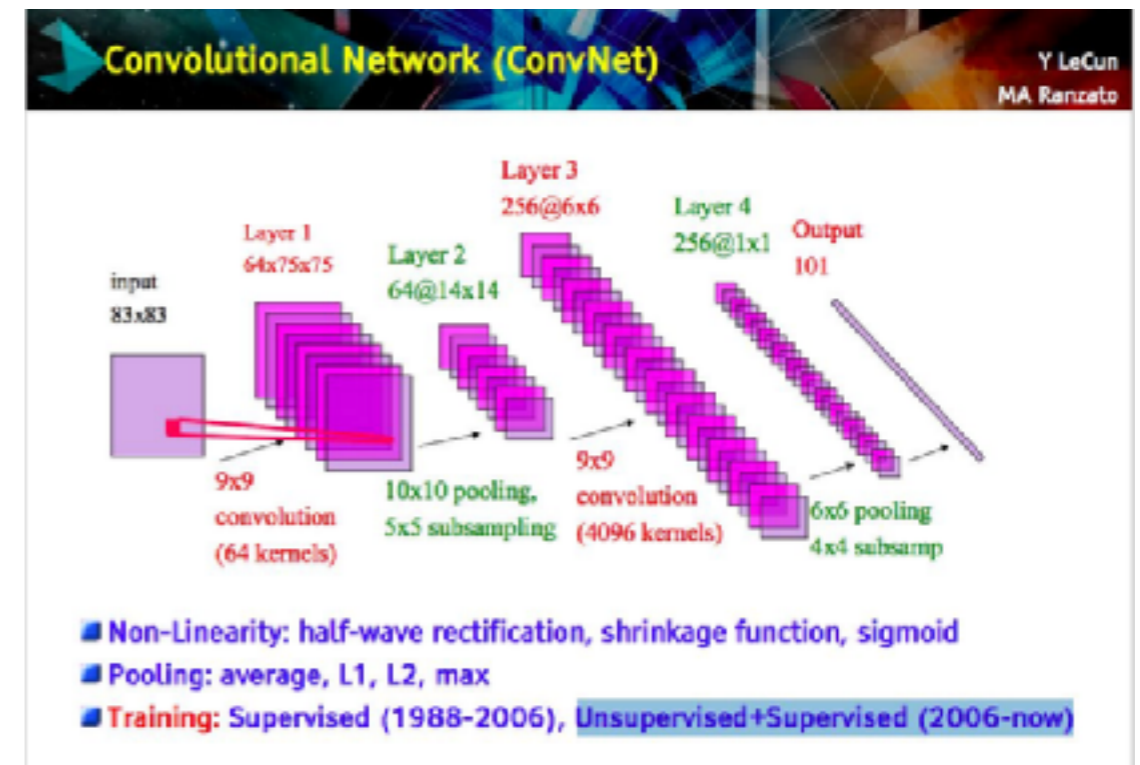 Convolutional Network (ConvNet)
Y LeCun
MA Ranzato
input
83x83
Layer 1
64x75x75
Layer 2
64@14x14
Layer 3
256@6x6
Layer 4
256@1x1
Output
101
9x9
convolution
(64 kernels)
10x10 pooling,
5x5 subsampling
9x9
convolution
(4096 kernels)
6x6 pooling
4x4 subsamp
Non-Linearity: half-wave rectification, shrinkage function, sigmoid
Pooling: average, L1, L2, max
Training: Supervised (1988-2006), Unsupervised+Supervised (2006-now)